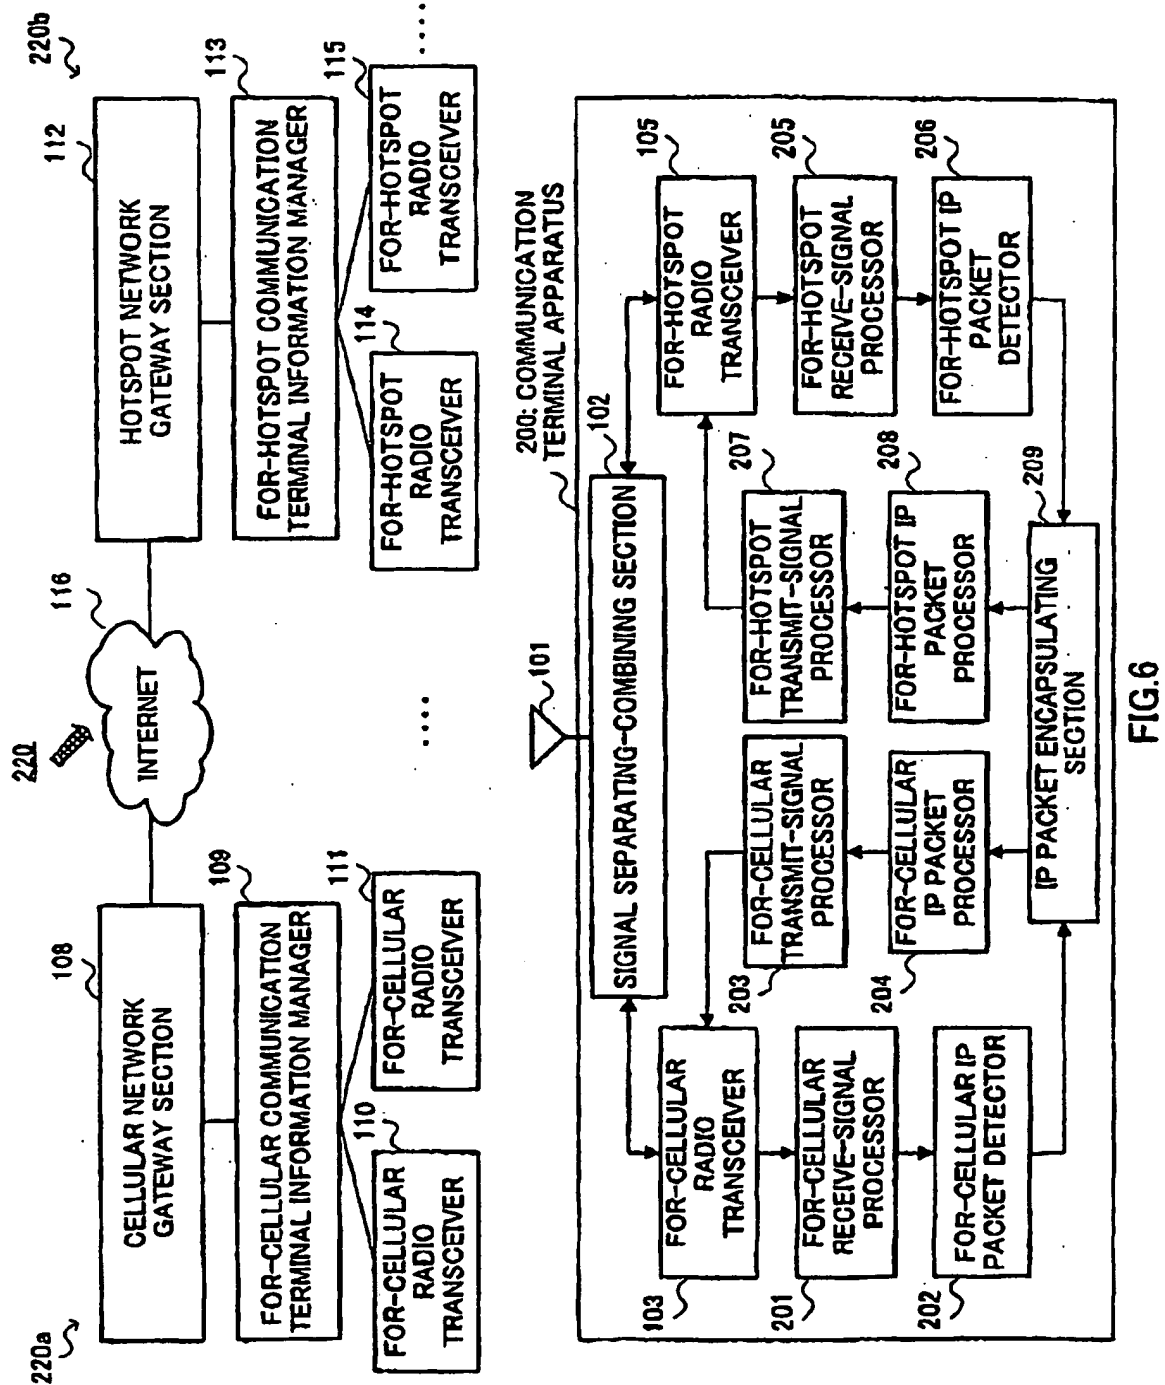 220
220a
220b
116
INTERNET
108
CELLULAR NETWORK
GATEWAY SECTION
109
FOR-CELLULAR COMMUNICATION
TERMINAL INFORMATION MANAGER
110
FOR-CELLULAR
RADIO
TRANSCEIVER
111
FOR-CELLULAR
RADIO
TRANSCEIVER
....
112
HOTSPOT NETWORK
GATEWAY SECTION
113
FOR-HOTSPOT COMMUNICATION
TERMINAL INFORMATION MANAGER
114
FOR-HOTSPOT
RADIO
TRANSCEIVER
115
FOR-HOTSPOT
RADIO
TRANSCEIVER
....
101
200: COMMUNICATION
TERMINAL APPARATUS
102
SIGNAL SEPARATING-COMBINING SECTION
103
FOR-CELLULAR
RADIO
TRANSCEIVER
201
FOR-CELLULAR
RECEIVE-SIGNAL
PROCESSOR
202
FOR-CELLULAR IP
PACKET DETECTOR
203
FOR-CELLULAR
TRANSMIT-SIGNAL
PROCESSOR
204
FOR-CELLULAR
IP PACKET
PROCESSOR
207
FOR-HOTSPOT
TRANSMIT-SIGNAL
PROCESSOR
208
FOR-HOTSPOT IP
PACKET
PROCESSOR
105
FOR-HOTSPOT
RADIO
TRANSCEIVER
205
FOR-HOTSPOT
RECEIVE-SIGNAL
PROCESSOR
206
FOR-HOTSPOT IP
PACKET
DETECTOR
209
IP PACKET ENCAPSULATING
SECTION
FIG.6